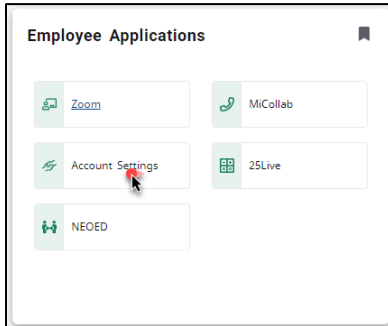 Employee Applications
Zoom
MiCollab
Account Settings
25Live
NEOED